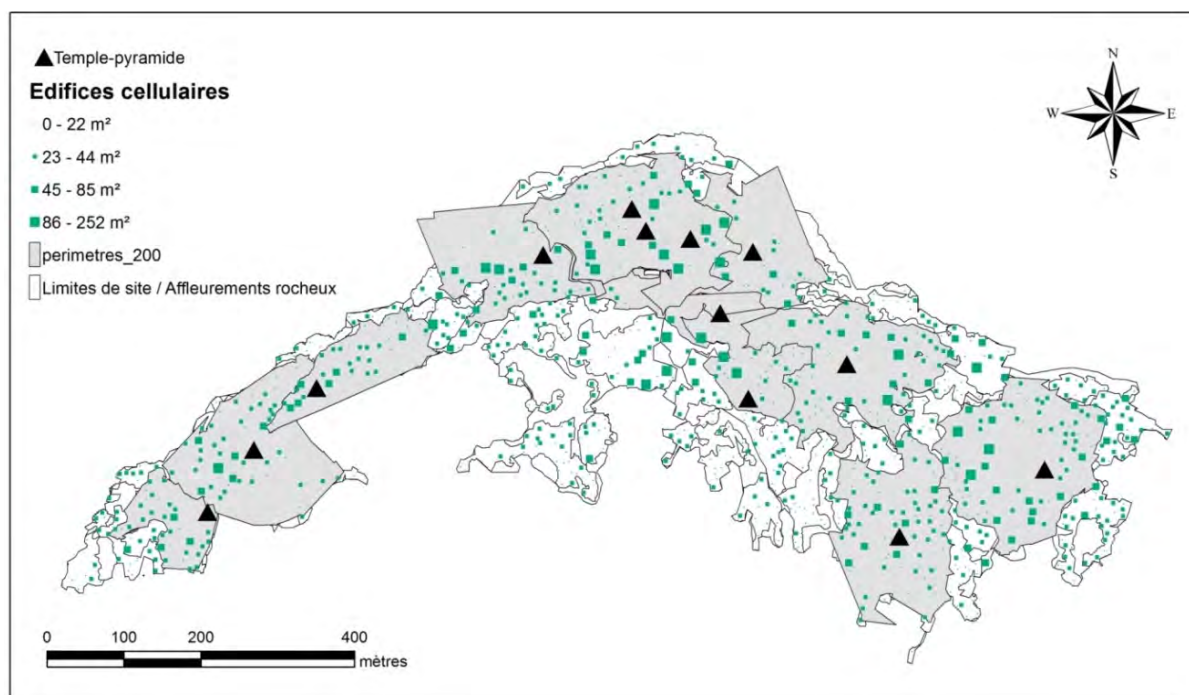 Temple-pyramide
Edifices cellulaires
0 - 22 m²
23 - 44 m²
45 - 85 m²
86 - 252 m²
perimetres_200
Limites de site / Affleurements rocheux
N
W E
S
0 100 200 400
mètres